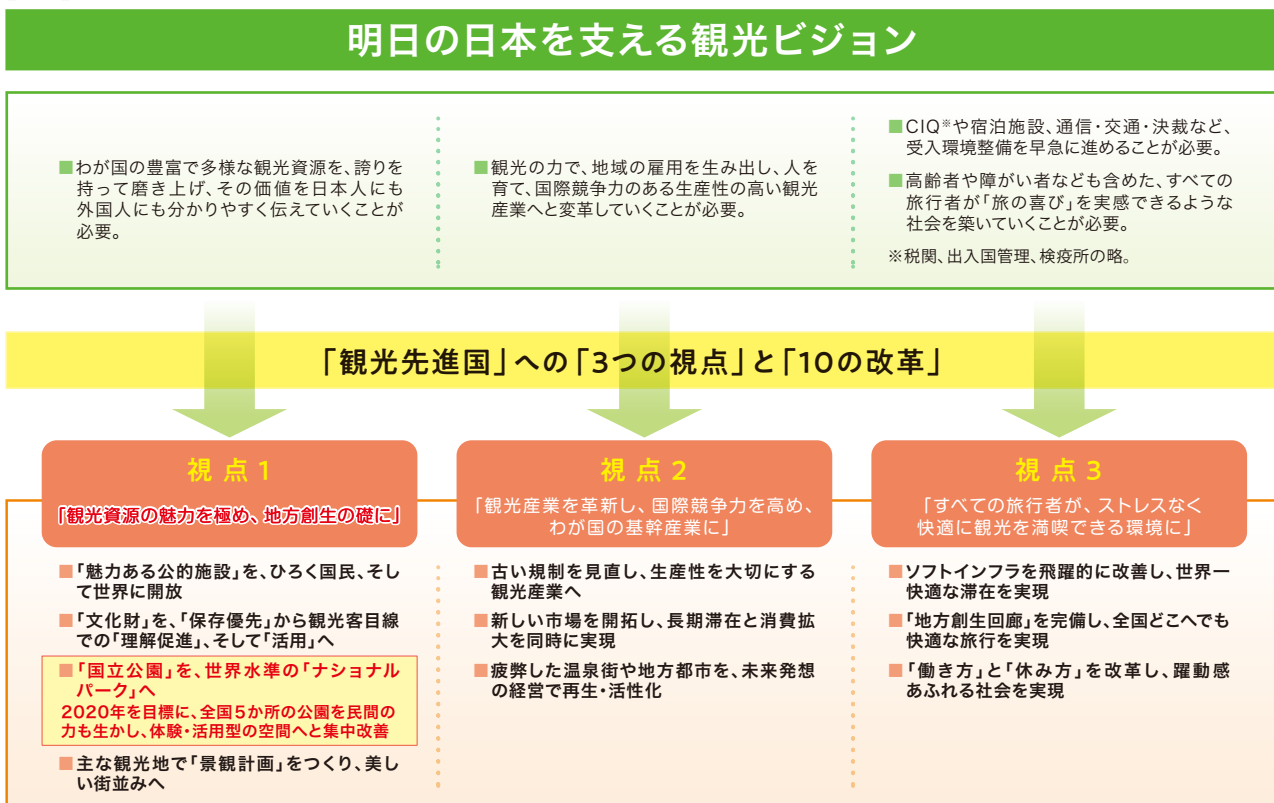 明日の日本を支える観光ビジョン
■わが国の豊富で多様な観光資源を、誇りを
持って磨き上げ、その価値を日本人にも
外国人にも分かりやすく伝えていくことが
必要。
■観光の力で、地域の雇用を生み出し、人を
育て、国際競争力のある生産性の高い観光
産業へと変革していくことが必要。
■CIQ※や宿泊施設、通信・交通・決裁など、
受入環境整備を早急に進めることが必要。
■高齢者や障がい者なども含めた、すべての
旅行者が「旅の喜び」を実感できるような
社会を築いていくことが必要。
※税関、出入国管理、検疫所の略。
「観光先進国」への「3つの視点」と「10の改革」
視点1
「観光資源の魅力を極め、地方創生の礎に」
■「魅力ある公的施設」を、ひろく国民、そし
て世界に開放
■「文化財」を、「保存優先」から観光客目線
での「理解促進」、そして「活用」へ
■「国立公園」を、世界水準の「ナショナル
パーク」へ
2020年を目標に、全国5か所の公園を民間の
力も生かし、体験・活用型の空間へと集中改善
■主な観光地で「景観計画」をつくり、美し
い街並みへ
視点2
「観光産業を革新し、国際競争力を高め、
わが国の基幹産業に」
■古い規制を見直し、生産性を大切にする
観光産業へ
■新しい市場を開拓し、長期滞在と消費拡
大を同時に実現
■疲弊した温泉街や地方都市を、未来発想
の経営で再生・活性化
視点3
「すべての旅行者が、ストレスなく
快適に観光を満喫できる環境に」
■ソフトインフラを飛躍的に改善し、世界一
快適な滞在を実現
■「地方創生回廊」を完備し、全国どこへでも
快適な旅行を実現
■「働き方」と「休み方」を改革し、躍動感
あふれる社会を実現